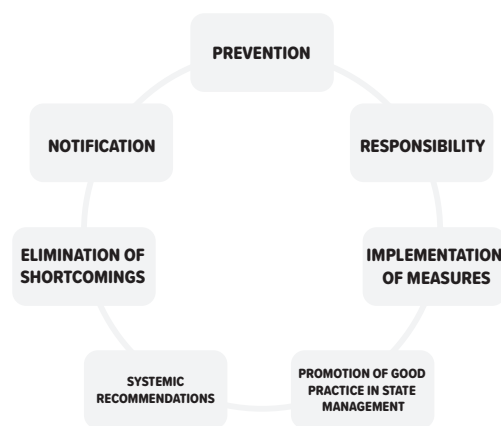 PREVENTION
NOTIFICATION
RESPONSIBILITY
ELIMINATION OF
SHORTCOMINGS
IMPLEMENTATION
OF MEASURES
SYSTEMIC
RECOMMENDATIONS
PROMOTION OF GOOD
PRACTICE IN STATE
MANAGEMENT